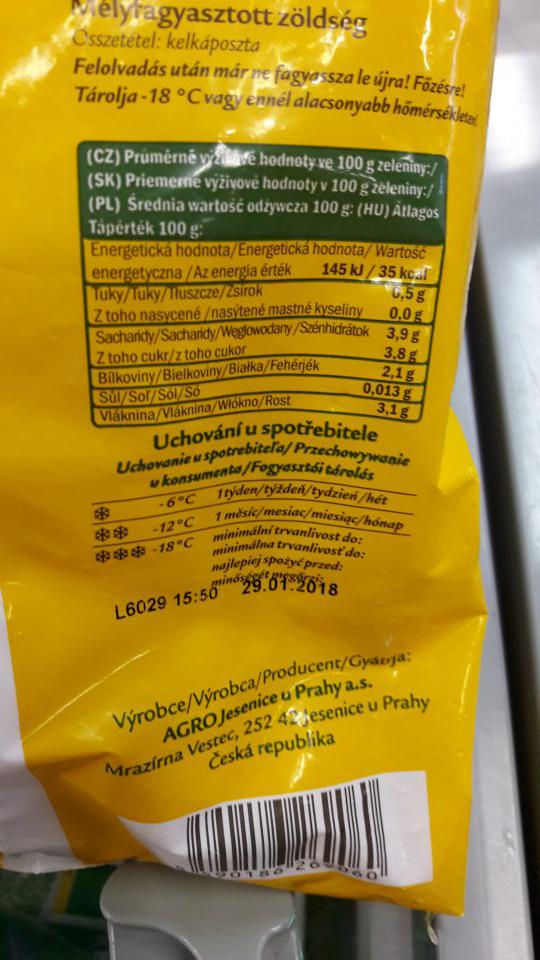 Mélyfagyasztott zöldség
Összetétel: kelkáposzta
Felolvadás után már ne fagyassza le újra! Főzésre!
Tárolja -18 °C vagy ennél alacsonyabb hőmérsékleten!
(CZ) Průměrné výživové hodnoty ve 100 g zeleniny:/
(SK) Priemerné výživové hodnoty v 100 g zeleniny:/
(PL) Średnia wartość odżywcza 100 g: (HU) Átlagos
Tápérték 100 g:
Energetická hodnota/Energetická hodnota/ Wartość
energetyczna /Az energia érték 145 kJ / 35 kcal
Tuky/Tuky/Tłuszcze/Zsírok 0,5 g
Z toho nasycené /nasýtené mastné kyseliny 0,0 g
Sacharidy/Sacharidy/Węglowodany/Szénhidrátok 3,9 g
Z toho cukr/z toho cukor 3,8 g
Bílkoviny/Bielkoviny/Białka/Fehérjék 2,1 g
Sůl/Soľ/Sól/Só 0,013 g
Vláknina/Vláknina/Włókno/Rost 3,1 g
Uchování u spotřebitele
Uchovanie u spotrebiteľa/Przechowywanie
u konsumenta/Fogyasztói tárolás
-6°C 1týden/týždeň/tydzień/hét
-12°C 1 měsíc/mesiac/miesiąc/hónap
-18°C minimální trvanlivost do:
minimálna trvanlivosť do:
najlepiej spożyć przed:
minőségét megőrzi:
L6029 15:50 29.01.2018
Výrobce/Výrobca/Producent/Gyártja:
AGRO Jesenice u Prahy a.s.
Mrazírna Vestec, 252 42 Jesenice u Prahy
Česká republika